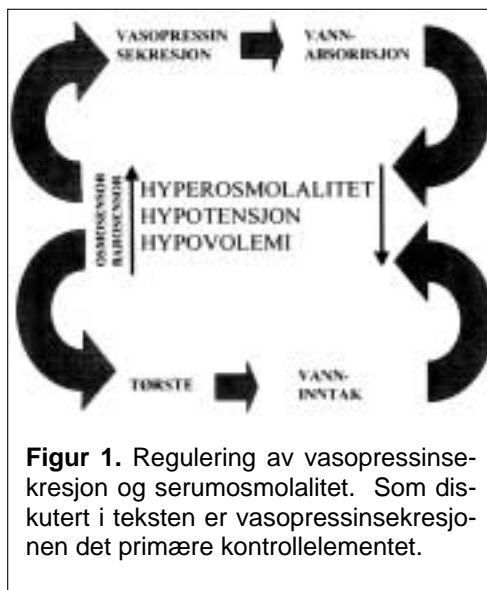 VASOPRESSIN
SEKRESJON
VANN-
ABSORBSJON
OSMOSENSOR
BAROSENSOR
HYPEROSMOLALITET
HYPOTENSJON
HYPOVOLEMI
TØRSTE
VANN-
INNTAK
Figur 1. Regulering av vasopressinse-
kresjon og serumosmolalitet. Som dis-
kutert i teksten er vasopressinsekresjo-
nen det primære kontrollelementet.